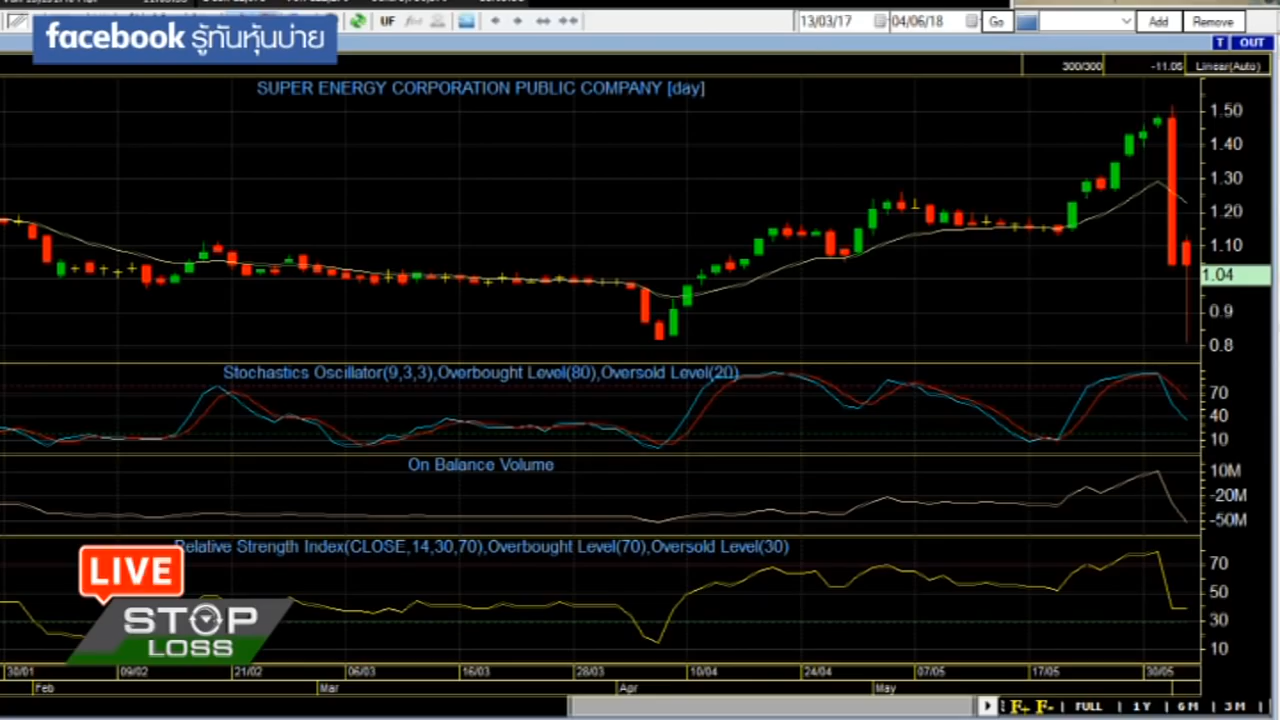 UF
13/03/17
04/06/18
Go
Add
Remove
facebook รู้ทันหุ้นบ่าย
T OUT
300/300
-11.05
Linear(Auto)
SUPER ENERGY CORPORATION PUBLIC COMPANY [day]
1.50
1.40
1.30
1.20
1.10
1.04
0.9
0.8
Stochastics Oscillator(9,3,3),Overbought Level(80),Oversold Level(20)
70
40
10
On Balance Volume
10M
-20M
-50M
Relative Strength Index(CLOSE,14,30,70),Overbought Level(70),Oversold Level(30)
70
50
30
10
LIVE
STOP
LOSS
30/01 09/02 21/02 06/03 16/03 28/03 10/04 24/04 07/05 17/05 30/05
Feb Mar Apr May
F+ F- | FULL | 1 Y | 6 M | 3 M |